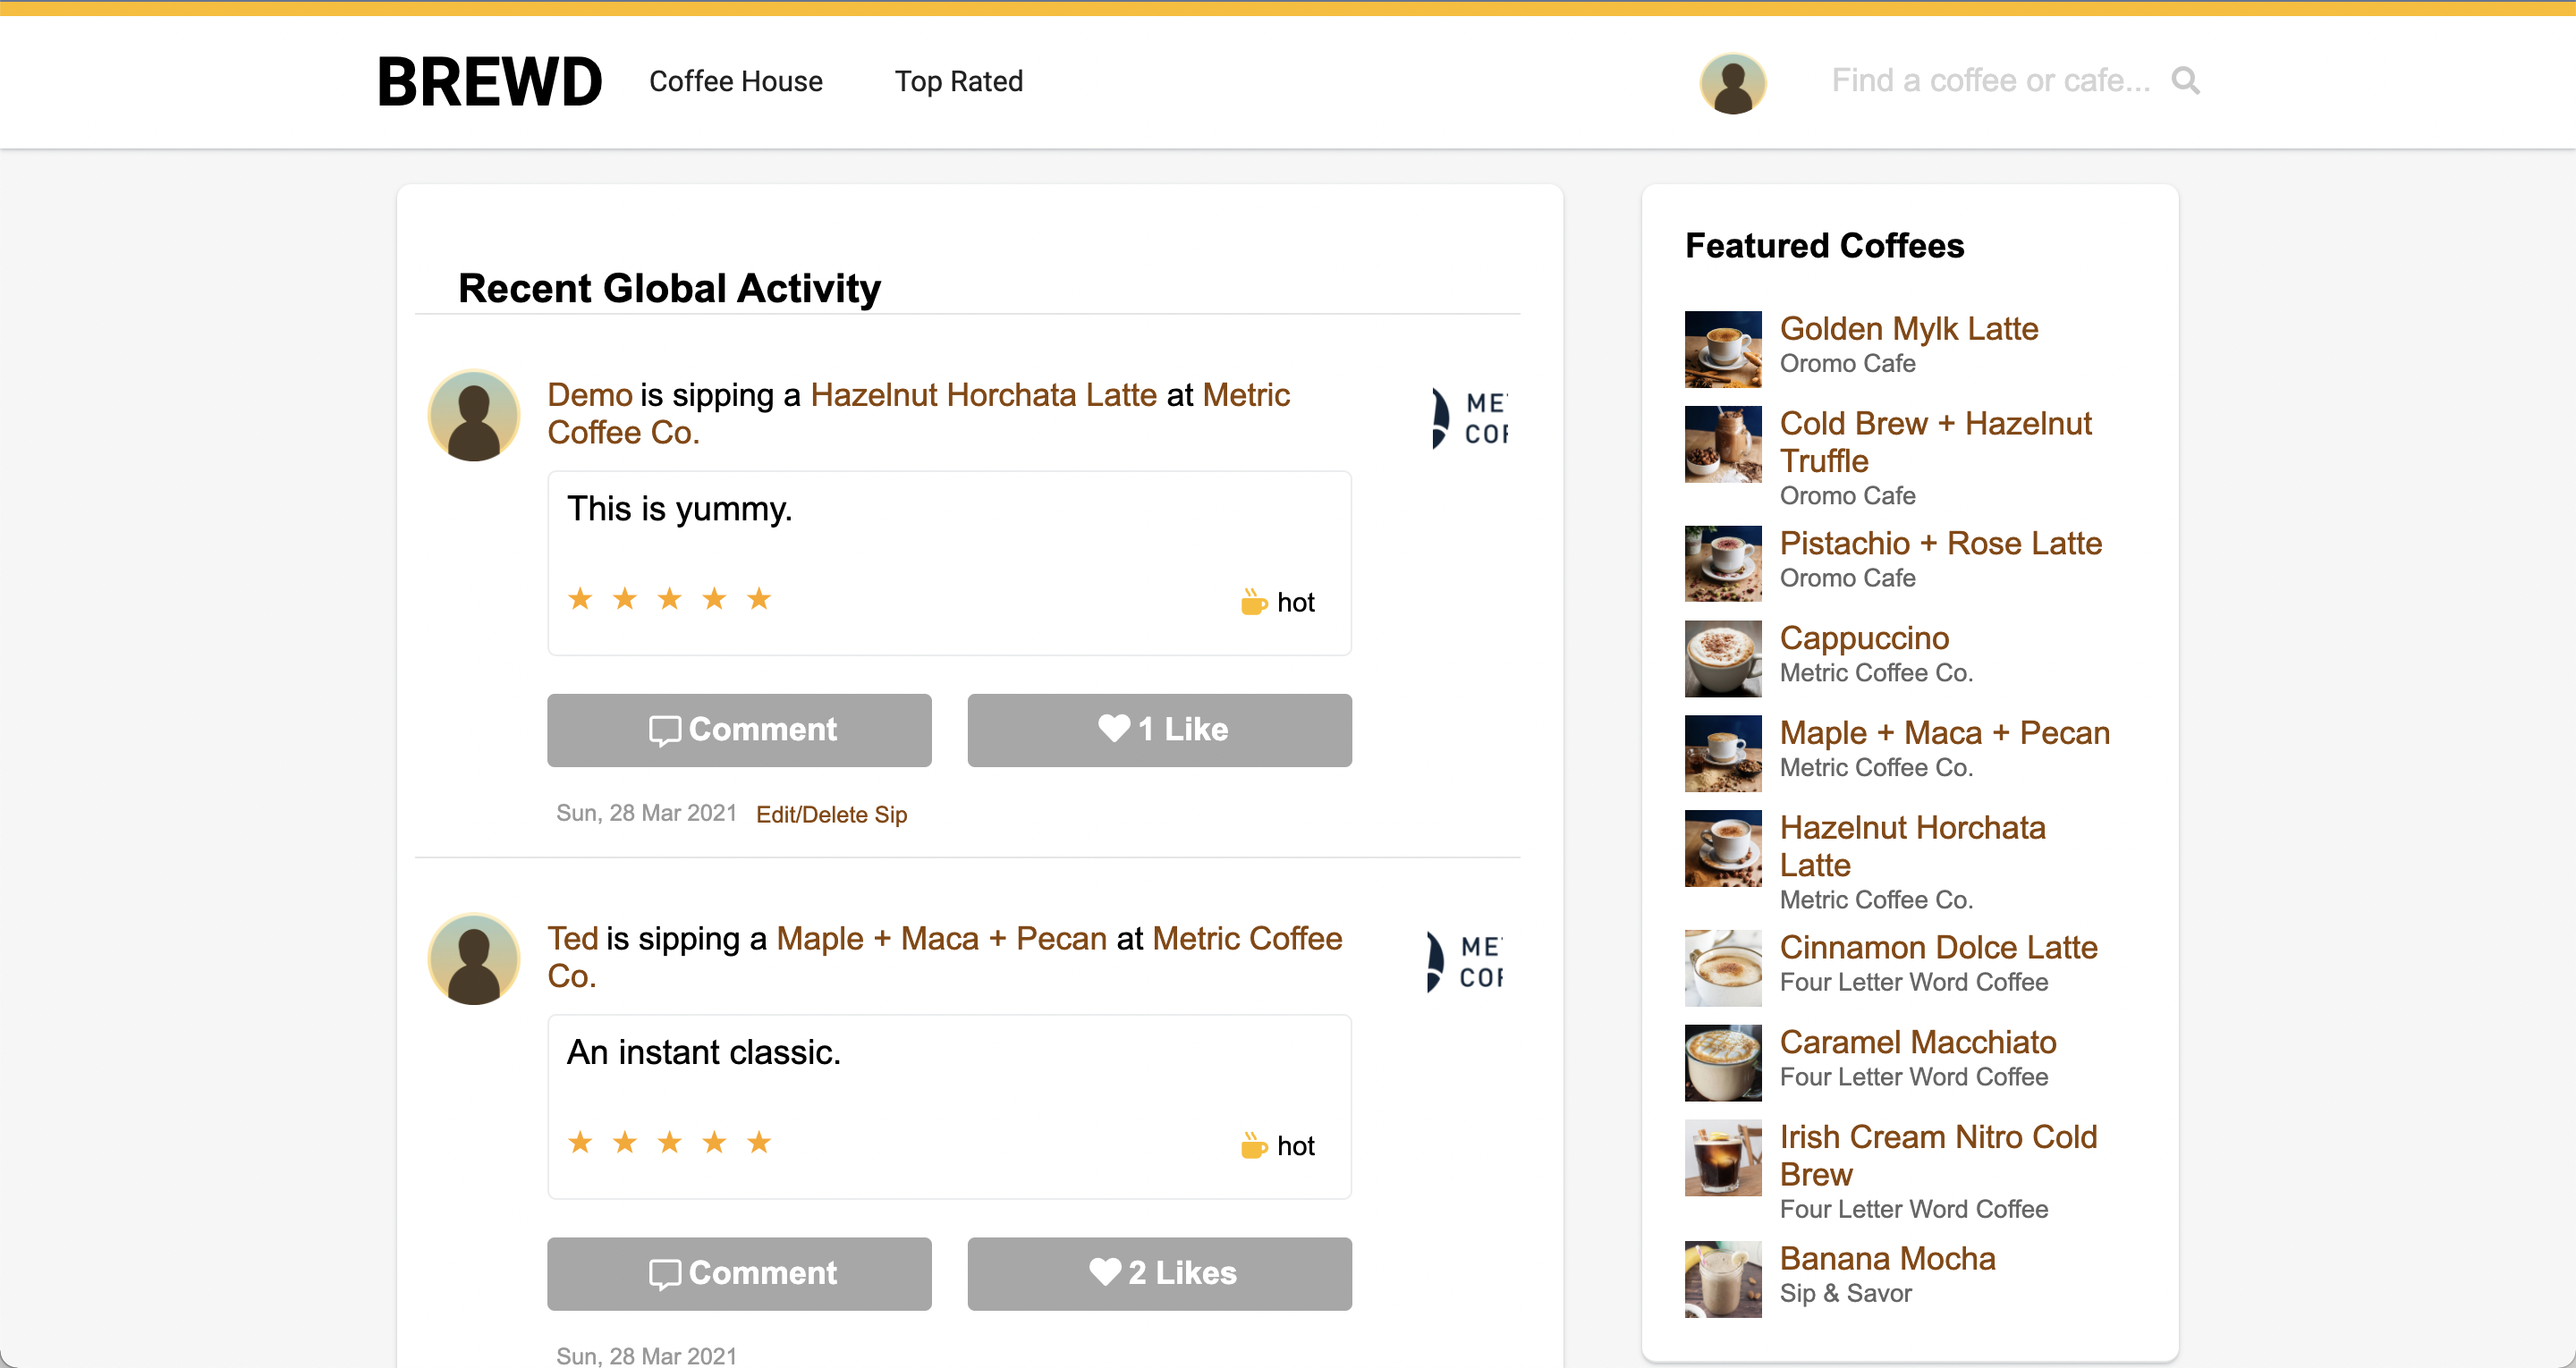 BREWD
Coffee House
Top Rated
Find a coffee or cafe...
Recent Global Activity
Demo is sipping a Hazelnut Horchata Latte at Metric
Coffee Co.
ME
COF
This is yummy.
hot
Comment
1 Like
Sun, 28 Mar 2021
Edit/Delete Sip
Ted is sipping a Maple + Maca + Pecan at Metric Coffee
Co.
ME
COF
An instant classic.
hot
Comment
2 Likes
Sun, 28 Mar 2021
Featured Coffees
Golden Mylk Latte
Oromo Cafe
Cold Brew + Hazelnut
Truffle
Oromo Cafe
Pistachio + Rose Latte
Oromo Cafe
Cappuccino
Metric Coffee Co.
Maple + Maca + Pecan
Metric Coffee Co.
Hazelnut Horchata
Latte
Metric Coffee Co.
Cinnamon Dolce Latte
Four Letter Word Coffee
Caramel Macchiato
Four Letter Word Coffee
Irish Cream Nitro Cold
Brew
Four Letter Word Coffee
Banana Mocha
Sip & Savor